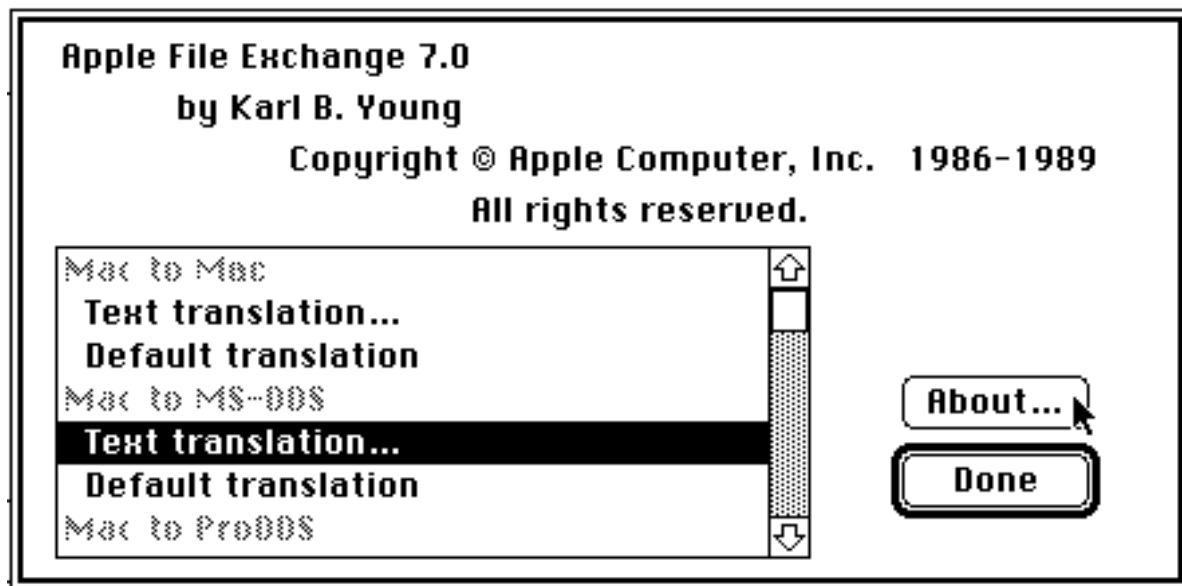 Apple File Exchange 7.0
by Karl B. Young
Copyright © Apple Computer, Inc. 1986-1989
All rights reserved.
Mac to Mac
Text translation...
Default translation
Mac to MS-DOS
Text translation...
Default translation
Mac to ProDOS
About...
Done